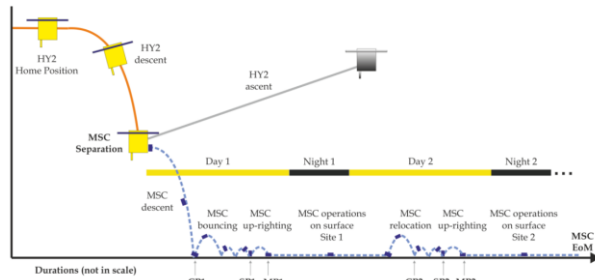 HY2
Home Position
HY2
descent
HY2
ascent
MSC
Separation
Day 1
Night 1
Day 2
Night 2
MSC
descent
MSC
bouncing
MSC
up-righting
MSC operations
on surface
Site 1
MSC
relocation
MSC
up-righting
MSC operations
on surface
Site 2
MSC
EoM
Durations (not in scale)